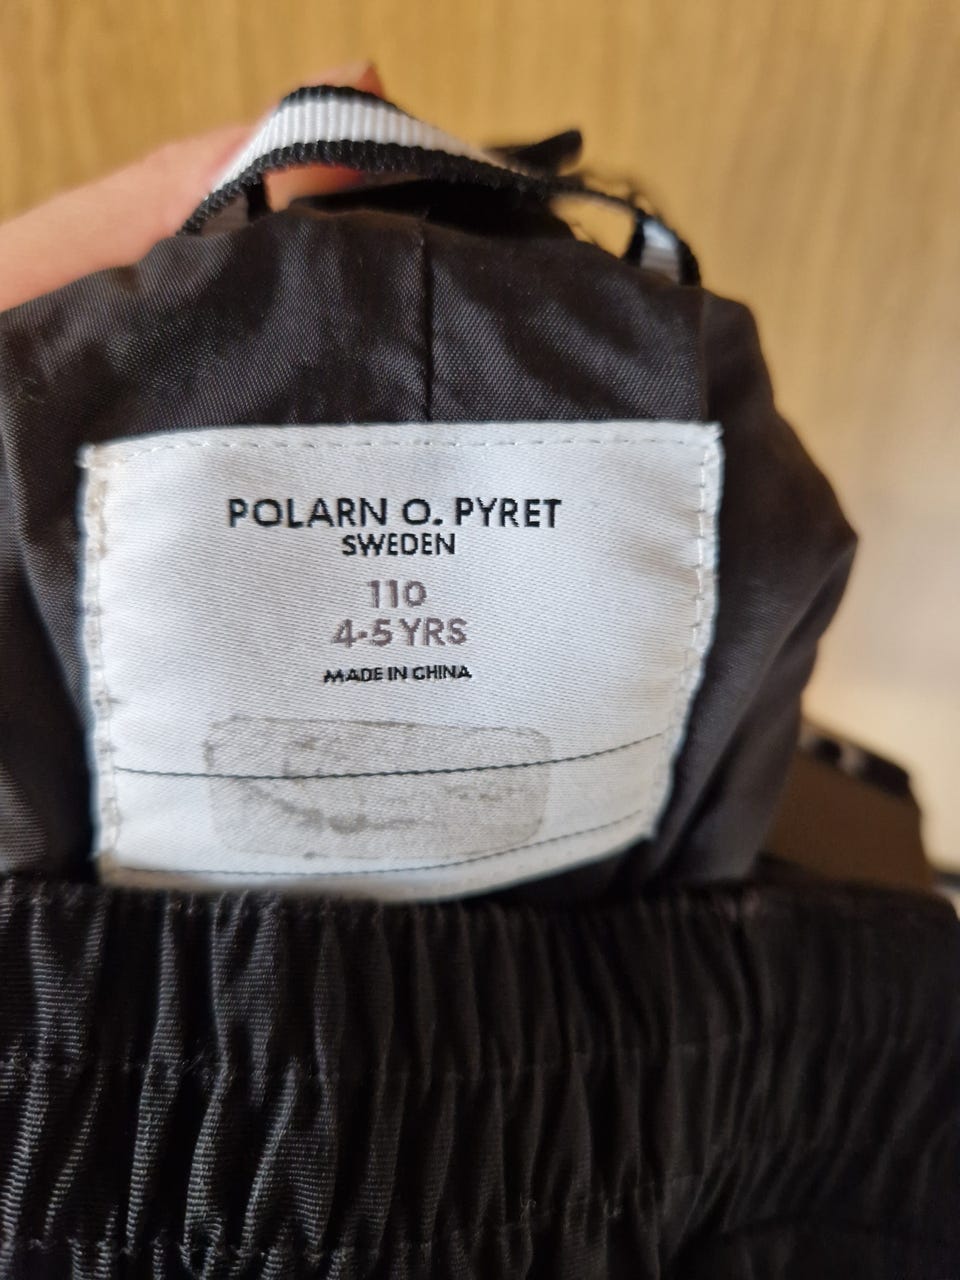 POLARN O. PYRET
SWEDEN
110
4-5 YRS
MADE IN CHINA